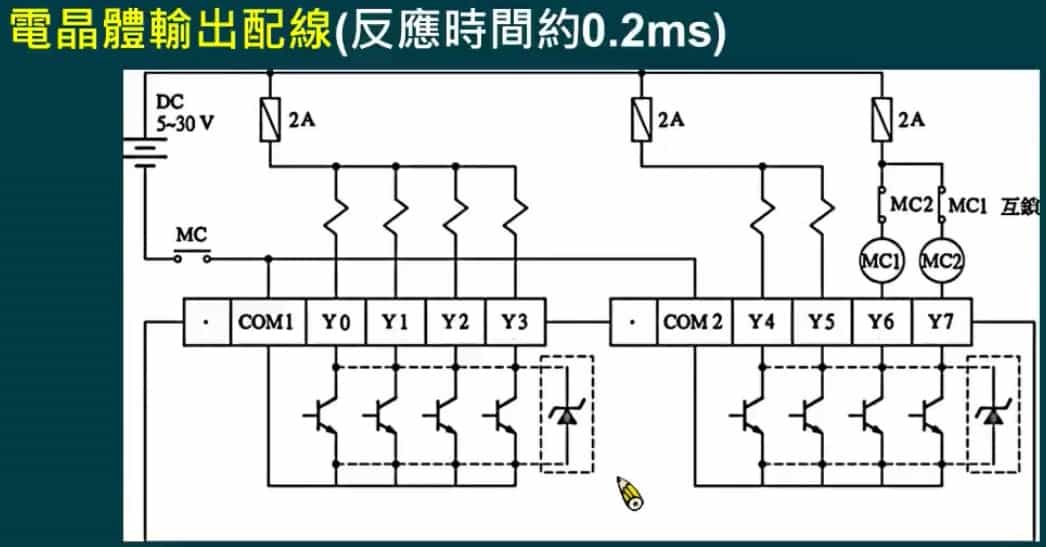 電晶體輸出配線(反應時間約0.2ms)
DC
5~30 V
2A
2A
2A
MC2 MC1 互鎖
MC
MC1 MC2
· COM1 Y0 Y1 Y2 Y3
· COM2 Y4 Y5 Y6 Y7